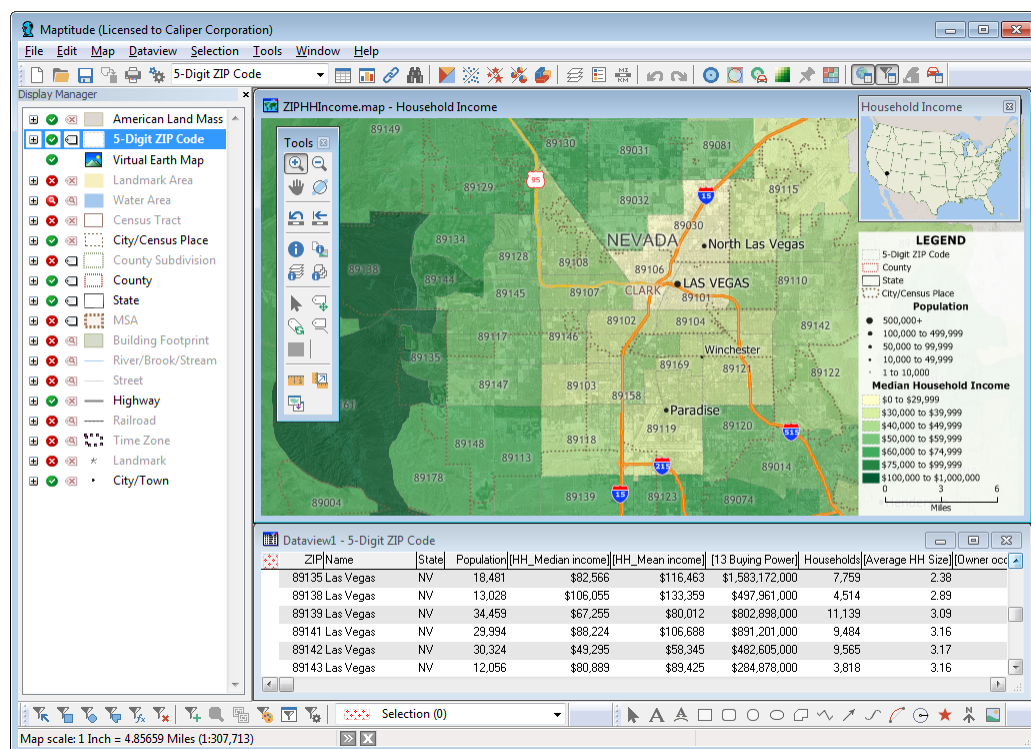 Maptitude (Licensed to Caliper Corporation)
File Edit Map Dataview Selection Tools Window Help
5-Digit ZIP Code
MI
KM
Display Manager
American Land Mass
5-Digit ZIP Code
Virtual Earth Map
Landmark Area
Water Area
Census Tract
City/Census Place
County Subdivision
County
State
MSA
Building Footprint
River/Brook/Stream
Street
Highway
Railroad
Time Zone
Landmark
City/Town
ZIPHHIncome.map - Household Income
Tools
89149
89130
89031
89081
95
89129
89032
15
89115
89030
NEVADA
North Las Vegas
89134
89128
89108
89106
89138
89144
89145
89107
CLARK
LAS VEGAS
89101
89110
89102
89104
89142
89117
89146
Winchester
89135
89169
89121
89122
89147
89103
89158
Paradise
89119
89120
515
89148
89118
89113
215
89014
89178
15
89004
89139
89123
89074
Household Income
LEGEND
5-Digit ZIP Code
County
State
City/Census Place
Population
500,000+
100,000 to 499,999
50,000 to 99,999
10,000 to 49,999
1 to 10,000
Median Household Income
$0 to $29,999
$30,000 to $39,999
$40,000 to $49,999
$50,000 to $59,999
$60,000 to $74,999
$75,000 to $99,999
$100,000 to $1,000,000
0 3 6
Miles
Dataview1 - 5-Digit ZIP Code
ZIP Name State Population [HH_Median income] [HH_Mean income] [13 Buying Power] Households [Average HH Size] [Owner occ
89135 Las Vegas NV 18,481 $82,566 $116,463 $1,583,172,000 7,759 2.38
89138 Las Vegas NV 13,028 $106,055 $133,359 $497,961,000 4,514 2.89
89139 Las Vegas NV 34,459 $67,255 $80,012 $802,898,000 11,139 3.09
89141 Las Vegas NV 29,994 $88,224 $106,688 $891,201,000 9,484 3.16
89142 Las Vegas NV 30,324 $49,295 $58,345 $482,605,000 9,565 3.17
89143 Las Vegas NV 12,056 $80,889 $89,425 $284,878,000 3,818 3.16
Selection (0)
Map scale: 1 Inch = 4.85659 Miles (1:307,713)